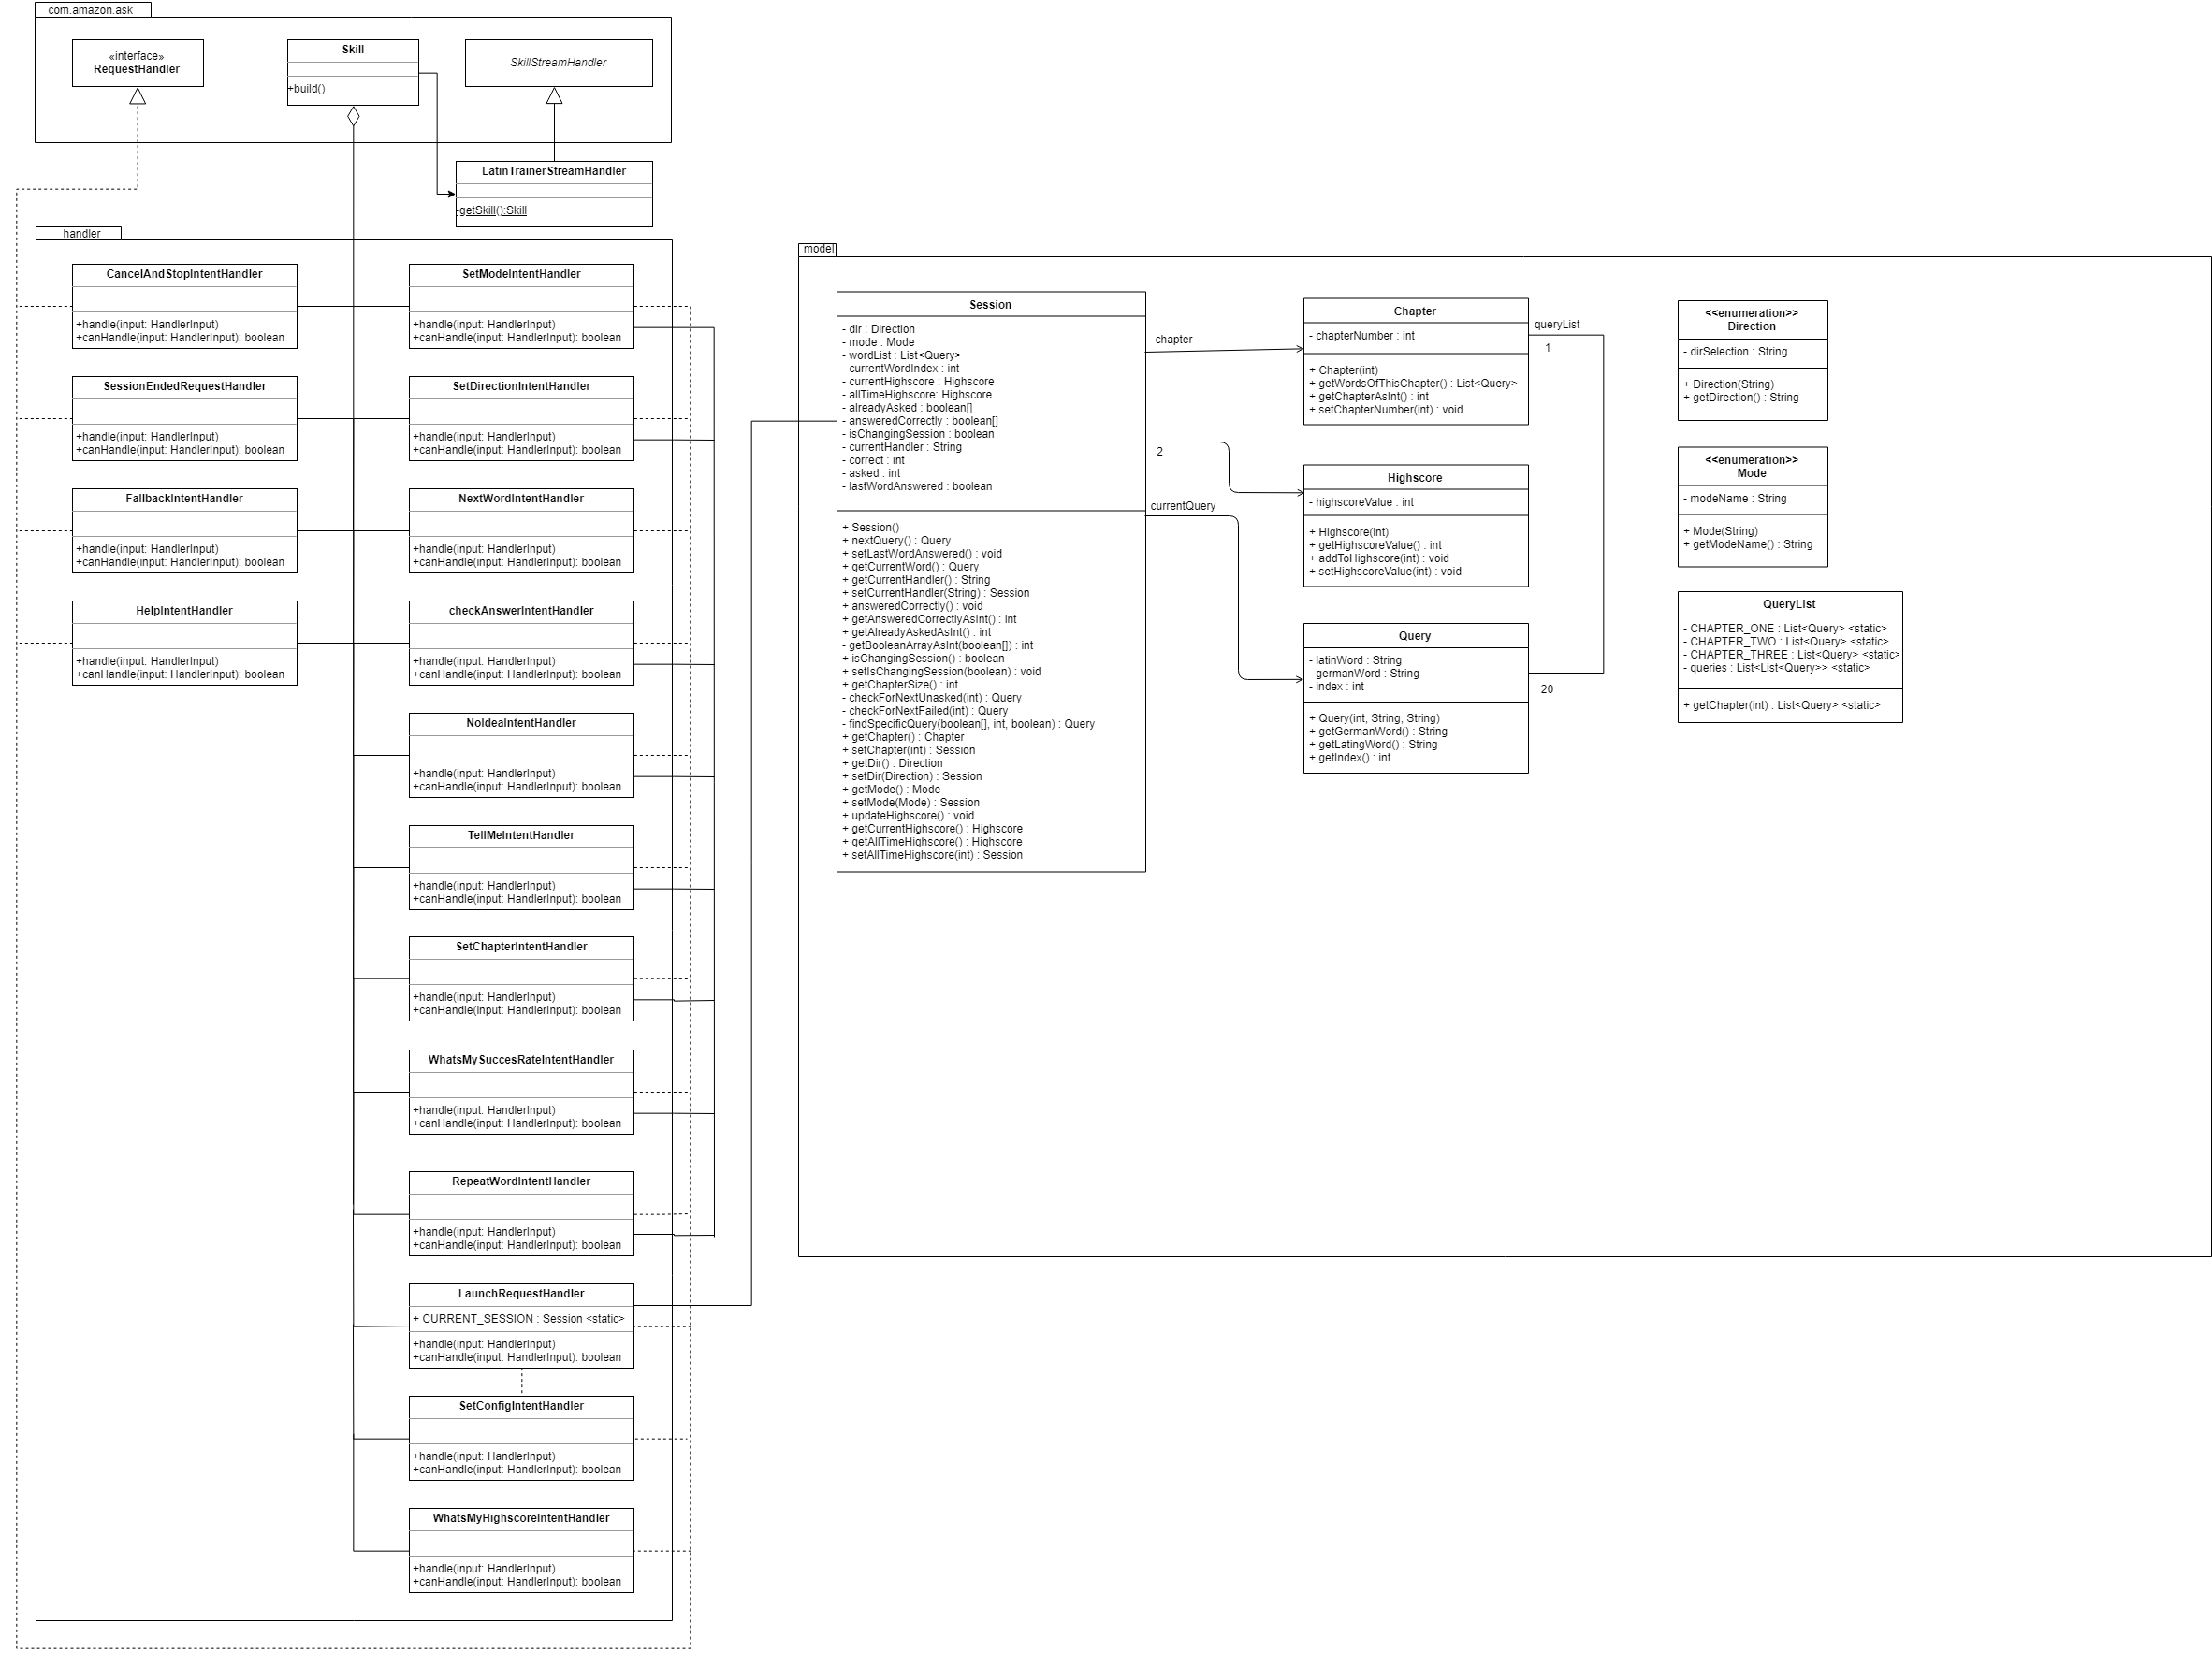 com.amazon.ask
«interface»
RequestHandler
Skill
+build()
SkillStreamHandler
LatinTrainerStreamHandler
-getSkill():Skill
handler
CancelAndStopIntentHandler
+handle(input: HandlerInput)
+canHandle(input: HandlerInput): boolean
SessionEndedRequestHandler
+handle(input: HandlerInput)
+canHandle(input: HandlerInput): boolean
FallbackIntentHandler
+handle(input: HandlerInput)
+canHandle(input: HandlerInput): boolean
HelpIntentHandler
+handle(input: HandlerInput)
+canHandle(input: HandlerInput): boolean
SetModeIntentHandler
+handle(input: HandlerInput)
+canHandle(input: HandlerInput): boolean
SetDirectionIntentHandler
+handle(input: HandlerInput)
+canHandle(input: HandlerInput): boolean
NextWordIntentHandler
+handle(input: HandlerInput)
+canHandle(input: HandlerInput): boolean
checkAnswerIntentHandler
+handle(input: HandlerInput)
+canHandle(input: HandlerInput): boolean
NoIdeaIntentHandler
+handle(input: HandlerInput)
+canHandle(input: HandlerInput): boolean
TellMeIntentHandler
+handle(input: HandlerInput)
+canHandle(input: HandlerInput): boolean
SetChapterIntentHandler
+handle(input: HandlerInput)
+canHandle(input: HandlerInput): boolean
WhatsMySuccesRateIntentHandler
+handle(input: HandlerInput)
+canHandle(input: HandlerInput): boolean
RepeatWordIntentHandler
+handle(input: HandlerInput)
+canHandle(input: HandlerInput): boolean
LaunchRequestHandler
+ CURRENT_SESSION : Session <static>
+handle(input: HandlerInput)
+canHandle(input: HandlerInput): boolean
SetConfigIntentHandler
+handle(input: HandlerInput)
+canHandle(input: HandlerInput): boolean
WhatsMyHighscoreIntentHandler
+handle(input: HandlerInput)
+canHandle(input: HandlerInput): boolean
model
Session
- dir : Direction
- mode : Mode
- wordList : List<Query>
- currentWordIndex : int
- currentHighscore : Highscore
- allTimeHighscore: Highscore
- alreadyAsked : boolean[]
- answeredCorrectly : boolean[]
- isChangingSession : boolean
- currentHandler : String
- correct : int
- asked : int
- lastWordAnswered : boolean
+ Session()
+ nextQuery() : Query
+ setLastWordAnswered() : void
+ getCurrentWord() : Query
+ getCurrentHandler() : String
+ setCurrentHandler(String) : Session
+ answeredCorrectly() : void
+ getAnsweredCorrectlyAsInt() : int
+ getAlreadyAskedAsInt() : int
- getBooleanArrayAsInt(boolean[]) : int
+ isChangingSession() : boolean
+ setIsChangingSession(boolean) : void
+ getChapterSize() : int
- checkForNextUnasked(int) : Query
- checkForNextFailed(int) : Query
- findSpecificQuery(boolean[], int, boolean) : Query
+ getChapter() : Chapter
+ setChapter(int) : Session
+ getDir() : Direction
+ setDir(Direction) : Session
+ getMode() : Mode
+ setMode(Mode) : Session
+ updateHighscore() : void
+ getCurrentHighscore() : Highscore
+ getAllTimeHighscore() : Highscore
+ setAllTimeHighscore(int) : Session
chapter
2
currentQuery
Chapter
- chapterNumber : int
+ Chapter(int)
+ getWordsOfThisChapter() : List<Query>
+ getChapterAsInt() : int
+ setChapterNumber(int) : void
queryList
1
Highscore
- highscoreValue : int
+ Highscore(int)
+ getHighscoreValue() : int
+ addToHighscore(int) : void
+ setHighscoreValue(int) : void
Query
- latinWord : String
- germanWord : String
- index : int
+ Query(int, String, String)
+ getGermanWord() : String
+ getLatingWord() : String
+ getIndex() : int
20
<<enumeration>>
Direction
- dirSelection : String
+ Direction(String)
+ getDirection() : String
<<enumeration>>
Mode
- modeName : String
+ Mode(String)
+ getModeName() : String
QueryList
- CHAPTER_ONE : List<Query> <static>
- CHAPTER_TWO : List<Query> <static>
- CHAPTER_THREE : List<Query> <static>
- queries : List<List<Query>> <static>
+ getChapter(int) : List<Query> <static>